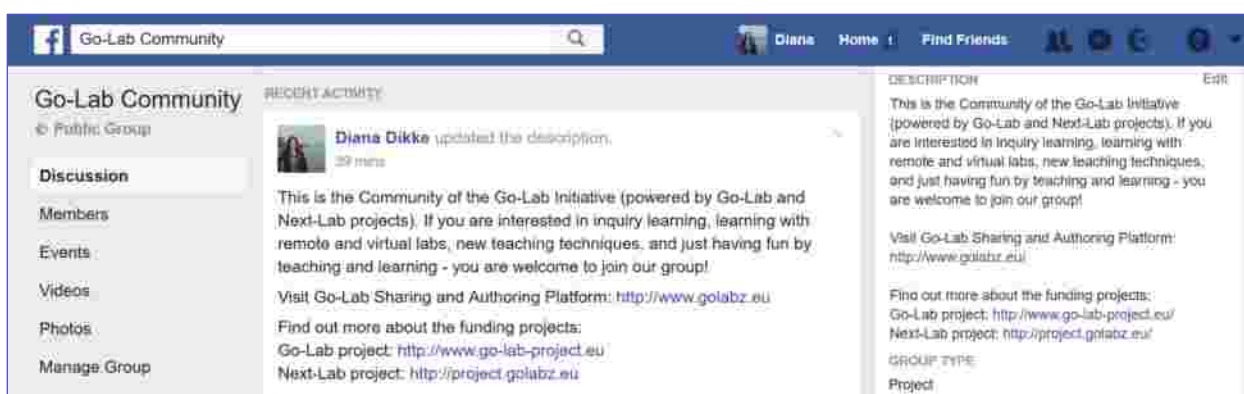 Go-Lab Community
Diana
Home 1
Find Friends
Go-Lab Community
Public Group
Discussion
Members
Events
Videos
Photos
Manage Group
RECENT ACTIVITY
Diana Dikke updated the description.
39 mins
This is the Community of the Go-Lab Initiative (powered by Go-Lab and
Next-Lab projects). If you are interested in inquiry learning, learning with
remote and virtual labs, new teaching techniques, and just having fun by
teaching and learning - you are welcome to join our group!
Visit Go-Lab Sharing and Authoring Platform: http://www.golabz.eu
Find out more about the funding projects:
Go-Lab project: http://www.go-lab-project.eu
Next-Lab project: http://project.golabz.eu
DESCRIPTION
Edit
This is the Community of the Go-Lab Initiative
(powered by Go-Lab and Next-Lab projects). If you
are interested in inquiry learning, learning with
remote and virtual labs, new teaching techniques,
and just having fun by teaching and learning - you
are welcome to join our group!
Visit Go-Lab Sharing and Authoring Platform:
http://www.golabz.eu/
Find out more about the funding projects:
Go-Lab project: http://www.go-lab-project.eu/
Next-Lab project: http://project.golabz.eu/
GROUP TYPE
Project